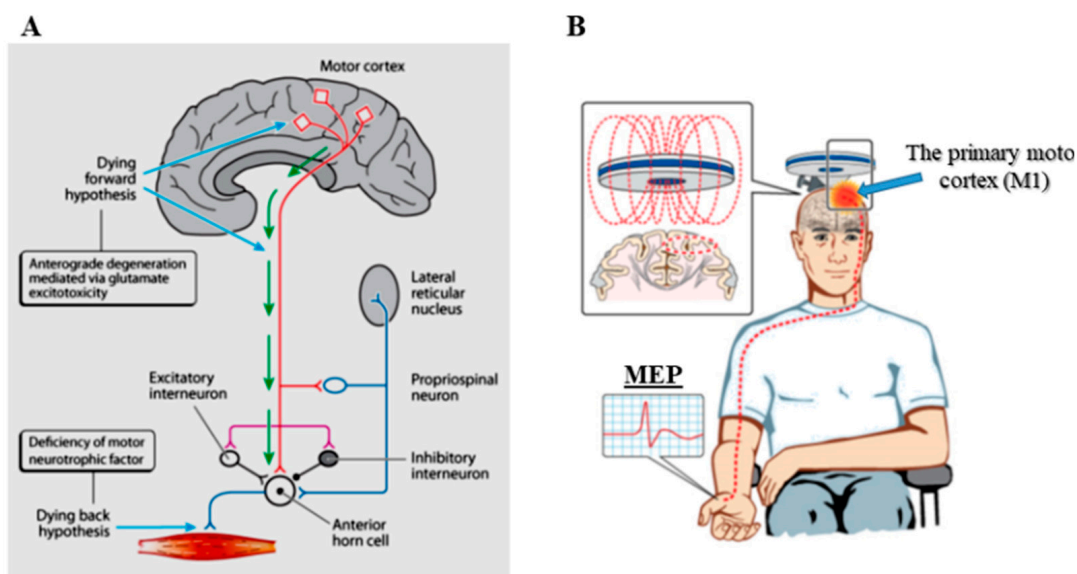 A
Motor cortex
Dying
forward
hypothesis
Anterograde degeneration
mediated via glutamate
excitotoxicity
Lateral
reticular
nucleus
Excitatory
interneuron
Propriospinal
neuron
Deficiency of motor
neurotrophic factor
Inhibitory
interneuron
Dying back
hypothesis
Anterior
horn cell
B
The primary moto
cortex (M1)
MEP